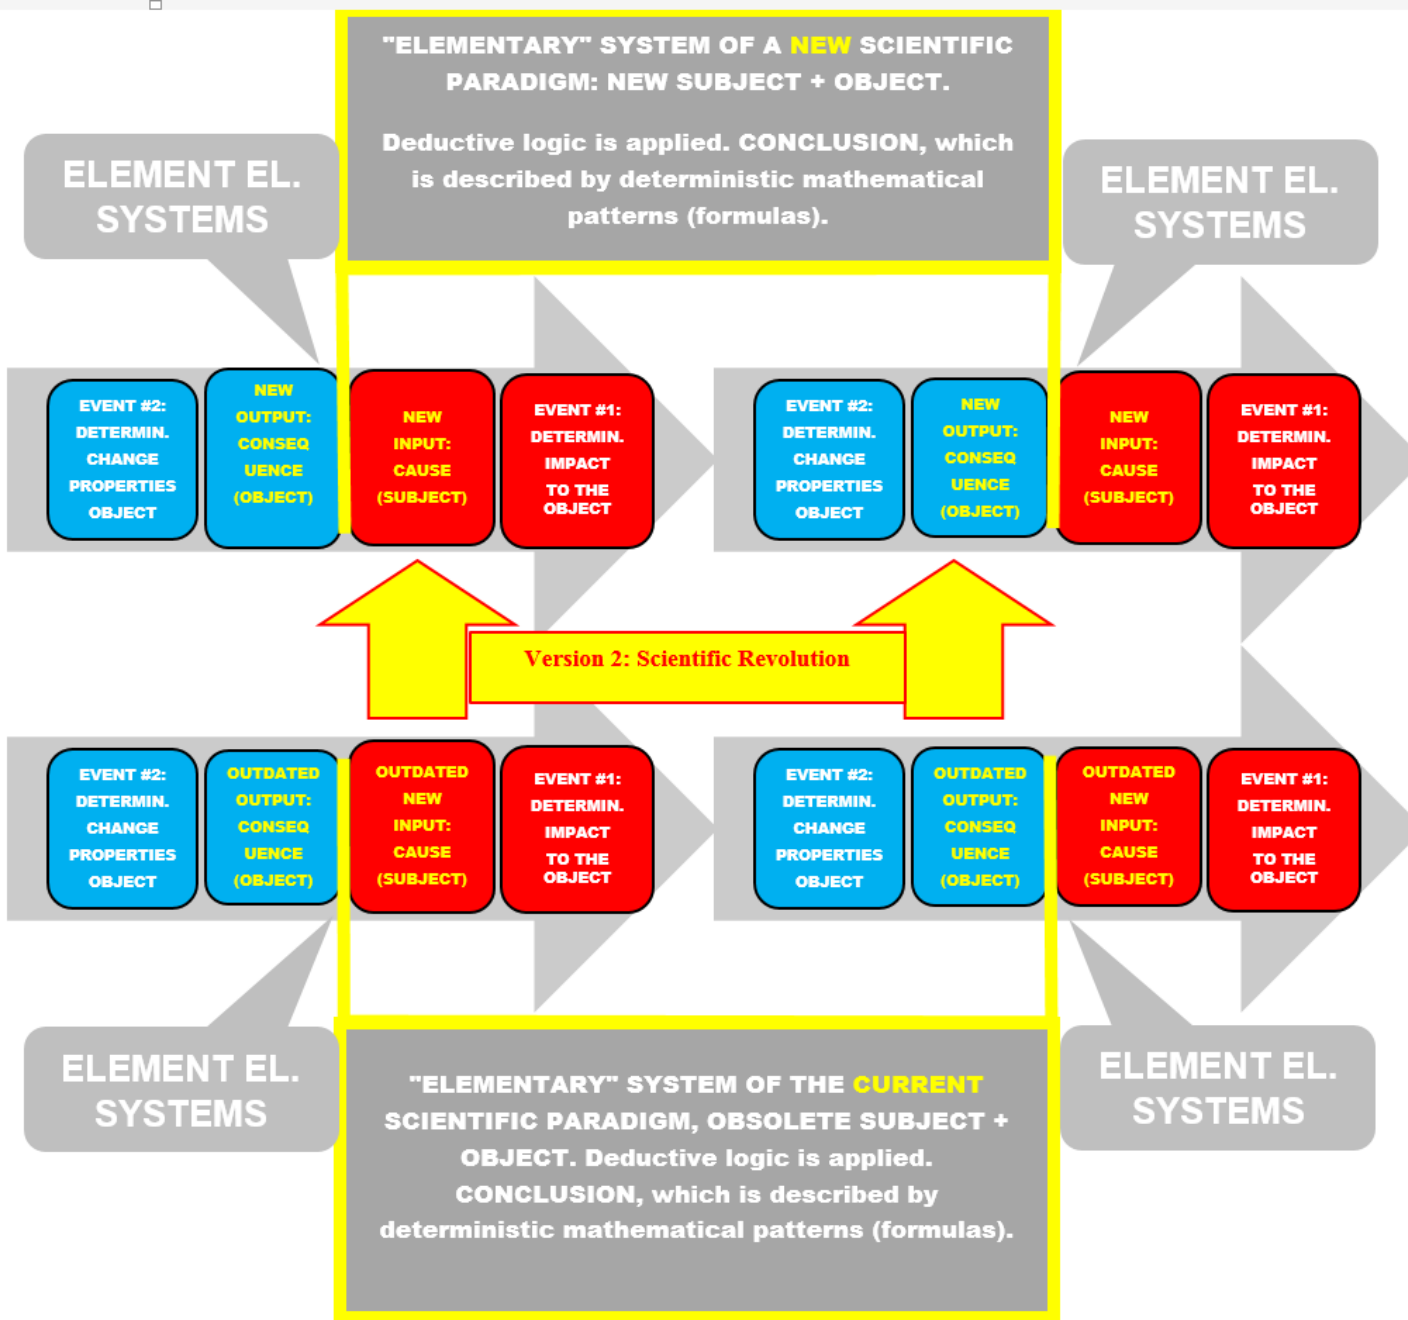 "ELEMENTARY" SYSTEM OF A NEW SCIENTIFIC
PARADIGM: NEW SUBJECT + OBJECT.
Deductive logic is applied. CONCLUSION, which
is described by deterministic mathematical
patterns (formulas).
ELEMENT EL.
SYSTEMS
ELEMENT EL.
SYSTEMS
EVENT #2:
DETERMIN.
CHANGE
PROPERTIES
OBJECT
NEW
OUTPUT:
CONSEQ
UENCE
(OBJECT)
NEW
INPUT:
CAUSE
(SUBJECT)
EVENT #1:
DETERMIN.
IMPACT
TO THE
OBJECT
EVENT #2:
DETERMIN.
CHANGE
PROPERTIES
OBJECT
NEW
OUTPUT:
CONSEQ
UENCE
(OBJECT)
NEW
INPUT:
CAUSE
(SUBJECT)
EVENT #1:
DETERMIN.
IMPACT
TO THE
OBJECT
Version 2: Scientific Revolution
EVENT #2:
DETERMIN.
CHANGE
PROPERTIES
OBJECT
OUTDATED
OUTPUT:
CONSEQ
UENCE
(OBJECT)
OUTDATED
NEW
INPUT:
CAUSE
(SUBJECT)
EVENT #1:
DETERMIN.
IMPACT
TO THE
OBJECT
EVENT #2:
DETERMIN.
CHANGE
PROPERTIES
OBJECT
OUTDATED
OUTPUT:
CONSEQ
UENCE
(OBJECT)
OUTDATED
NEW
INPUT:
CAUSE
(SUBJECT)
EVENT #1:
DETERMIN.
IMPACT
TO THE
OBJECT
ELEMENT EL.
SYSTEMS
ELEMENT EL.
SYSTEMS
"ELEMENTARY" SYSTEM OF THE CURRENT
SCIENTIFIC PARADIGM, OBSOLETE SUBJECT +
OBJECT. Deductive logic is applied.
CONCLUSION, which is described by
deterministic mathematical patterns (formulas).